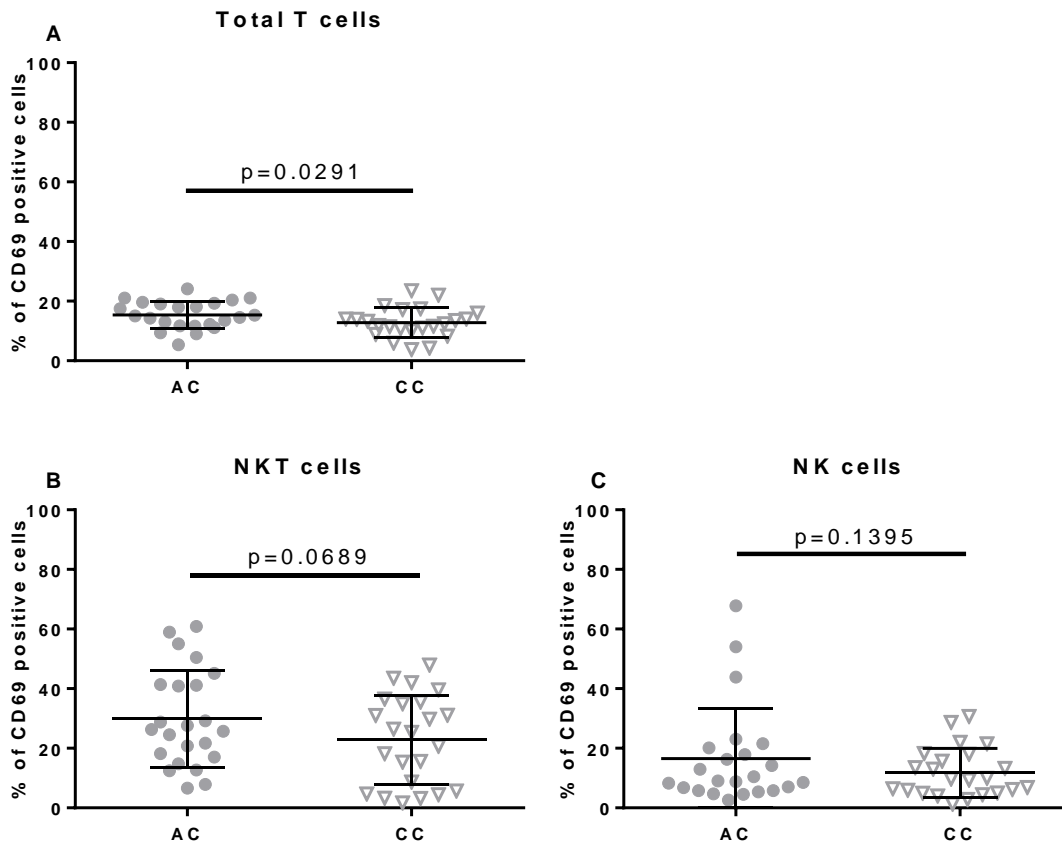 Total T cells
A
% of CD69 positive cells
100
80
60
40
20
0
p=0.0291
AC CC
NKT cells
B
% of CD69 positive cells
100
80
60
40
20
0
p=0.0689
AC CC
NK cells
C
% of CD69 positive cells
100
80
60
40
20
0
p=0.1395
AC CC